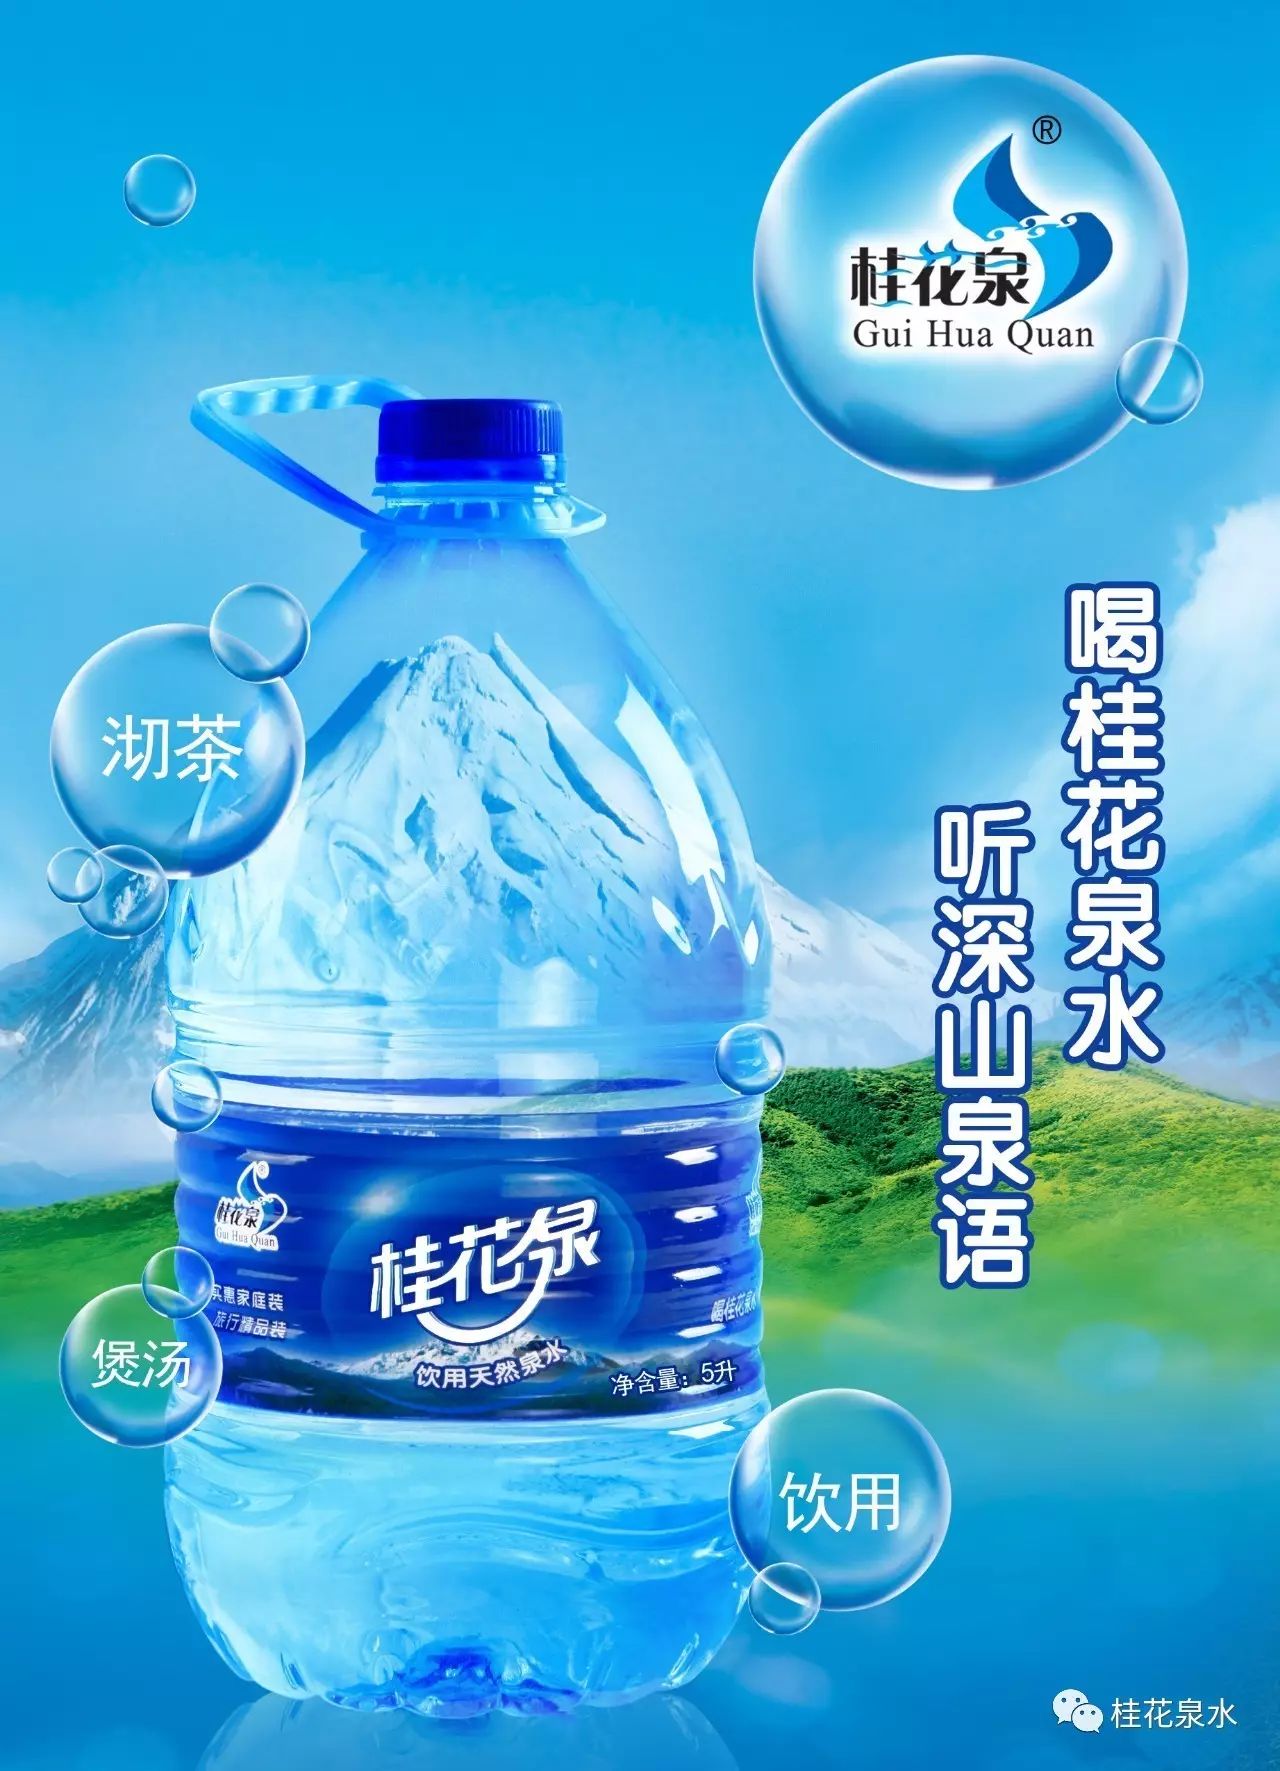 ®
桂花泉
Gui Hua Quan
喝桂花泉水
听深山泉语
沏茶
®
桂花泉
Gui Hua Quan
桂花泉
实惠家庭装
旅行精品装
喝桂花泉水
饮用天然泉水
净含量：5升
煲汤
饮用
桂花泉水